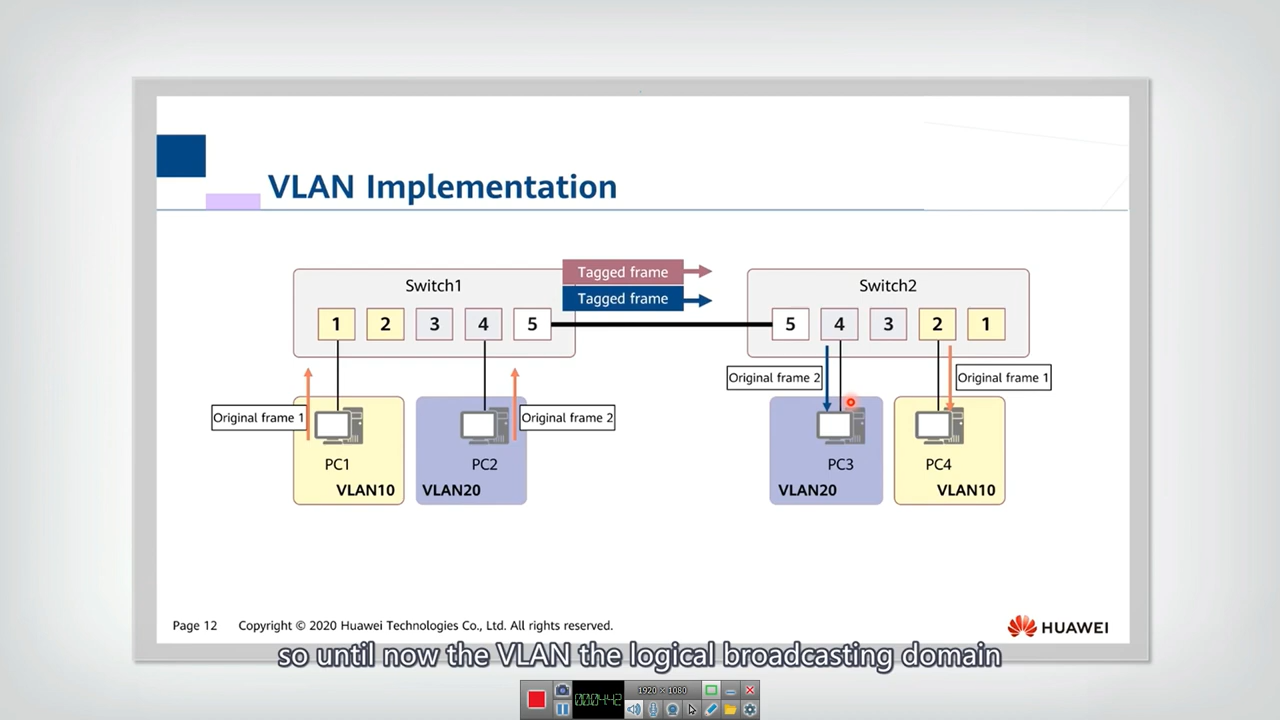 VLAN Implementation
Tagged frame
Switch1
Switch2
Tagged frame
1 2 3 4 5
5 4 3 2 1
Original frame 2
Original frame 1
Original frame 1
Original frame 2
PC1
PC2
PC3
PC4
VLAN10
VLAN20
VLAN20
VLAN10
Page 12 Copyright © 2020 Huawei Technologies Co., Ltd. All rights reserved.
HUAWEI
so until now the VLAN the logical broadcasting domain
1920 × 1080
00:04:42